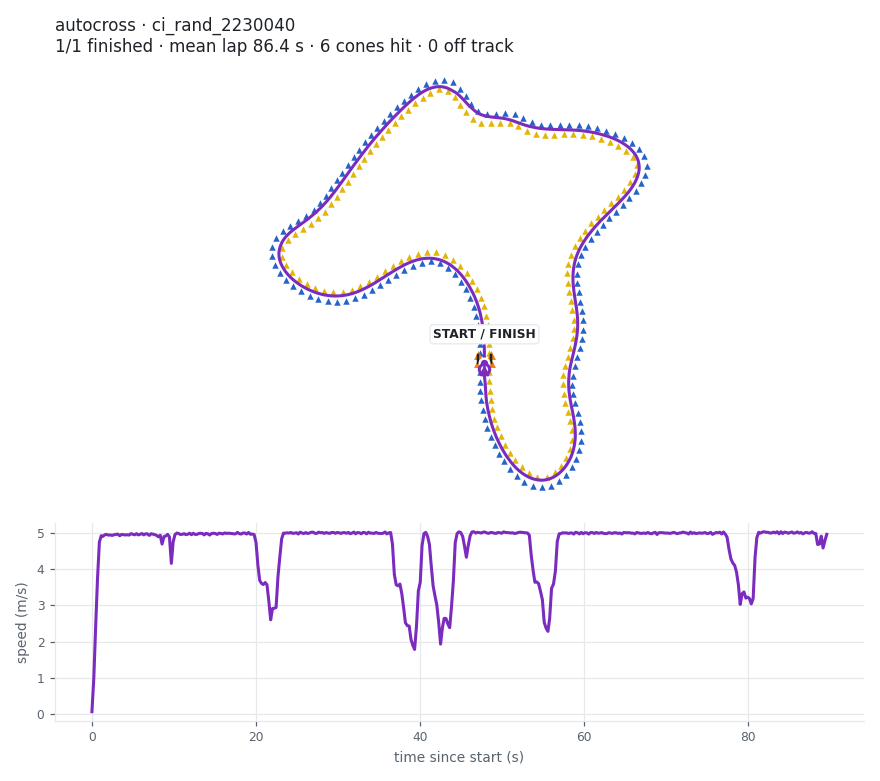 autocross · ci_rand_2230040
1/1 finished · mean lap 86.4 s · 6 cones hit · 0 off track
START / FINISH
5
4
3
2
1
0
speed (m/s)
0 20 40 60 80
time since start (s)